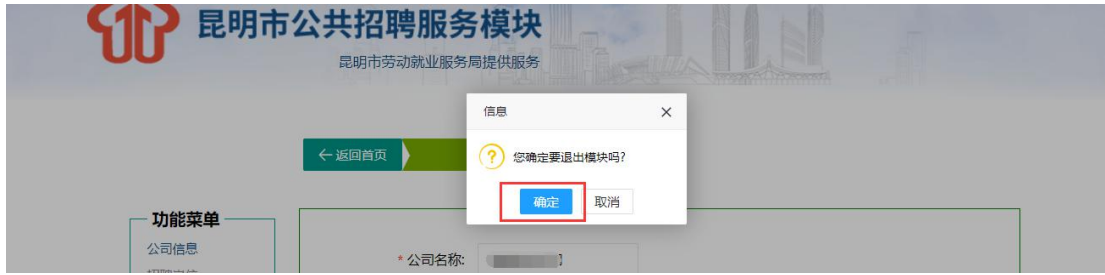 昆明市公共招聘服务模块
昆明市劳动就业服务局提供服务
信息
← 返回首页
您确定要退出模块吗?
确定 取消
功能菜单
公司信息
* 公司名称: